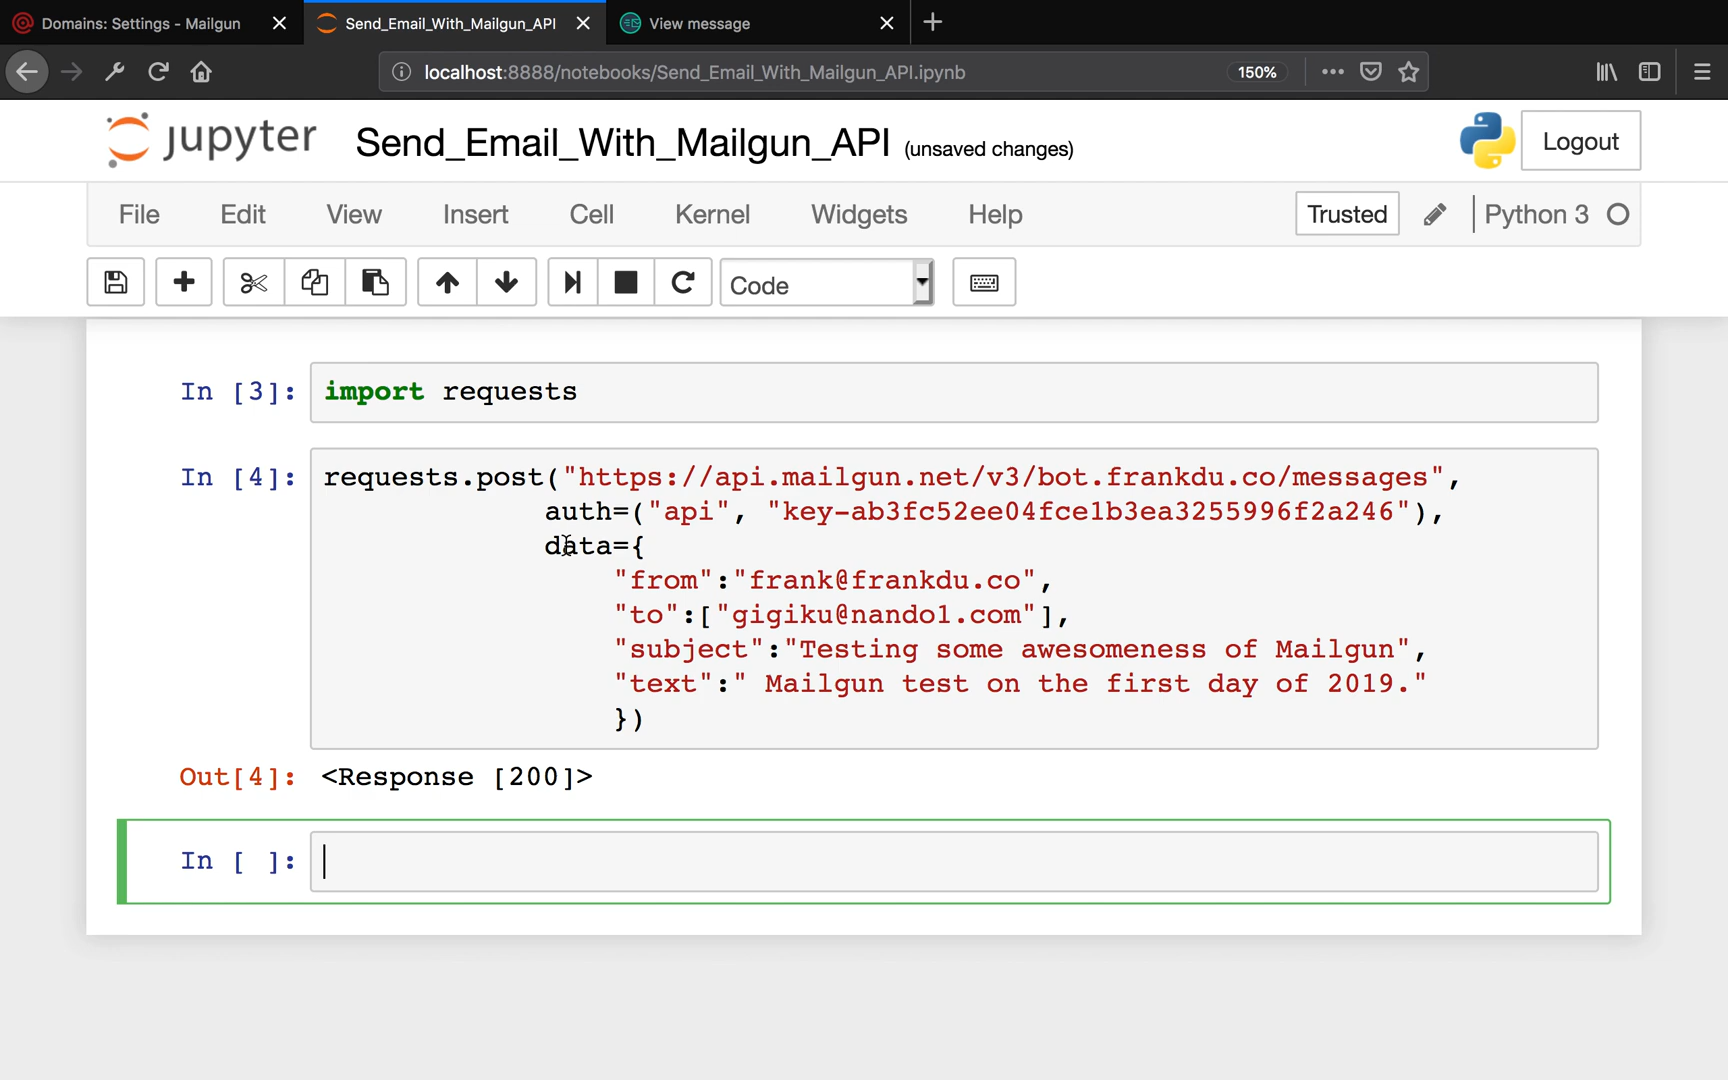 Domains: Settings - Mailgun
Send_Email_With_Mailgun_API
View message
localhost:8888/notebooks/Send_Email_With_Mailgun_API.ipynb
150%
jupyter Send_Email_With_Mailgun_API (unsaved changes)
Logout
File Edit View Insert Cell Kernel Widgets Help
Trusted
Python 3
Code
In [3]: import requests
In [4]: requests.post("https://api.mailgun.net/v3/bot.frankdu.co/messages",
auth=("api", "key-ab3fc52ee04fce1b3ea3255996f2a246"),
data={
"from":"frank@frankdu.co",
"to":["gigiku@nando1.com"],
"subject":"Testing some awesomeness of Mailgun",
"text":" Mailgun test on the first day of 2019."
})
Out[4]: <Response [200]>
In [ ]: